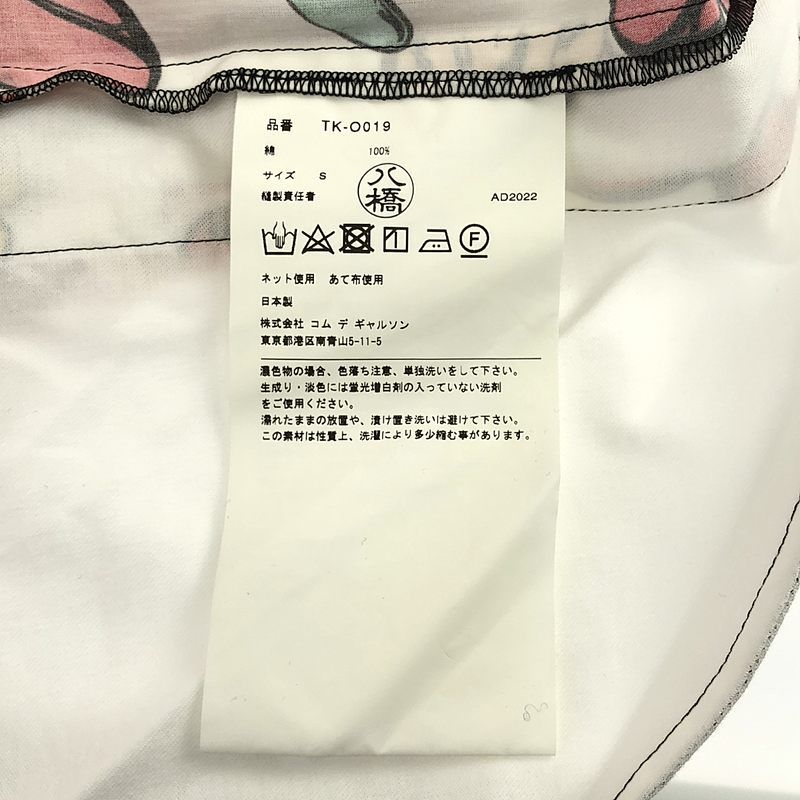 品番 TK-O019
綿 100%
サイズ S
縫製責任者 八橋 AD2022
F
ネット使用 あて布使用
日本製
株式会社 コム デ ギャルソン
東京都港区南青山5-11-5
濃色物の場合、色落ち注意、単独洗いをして下さい。
生成り・淡色には蛍光増白剤の入っていない洗剤
をご使用ください。
濡れたままの放置や、漬け置き洗いは避けて下さい。
この素材は性質上、洗濯により多少縮む事があります。